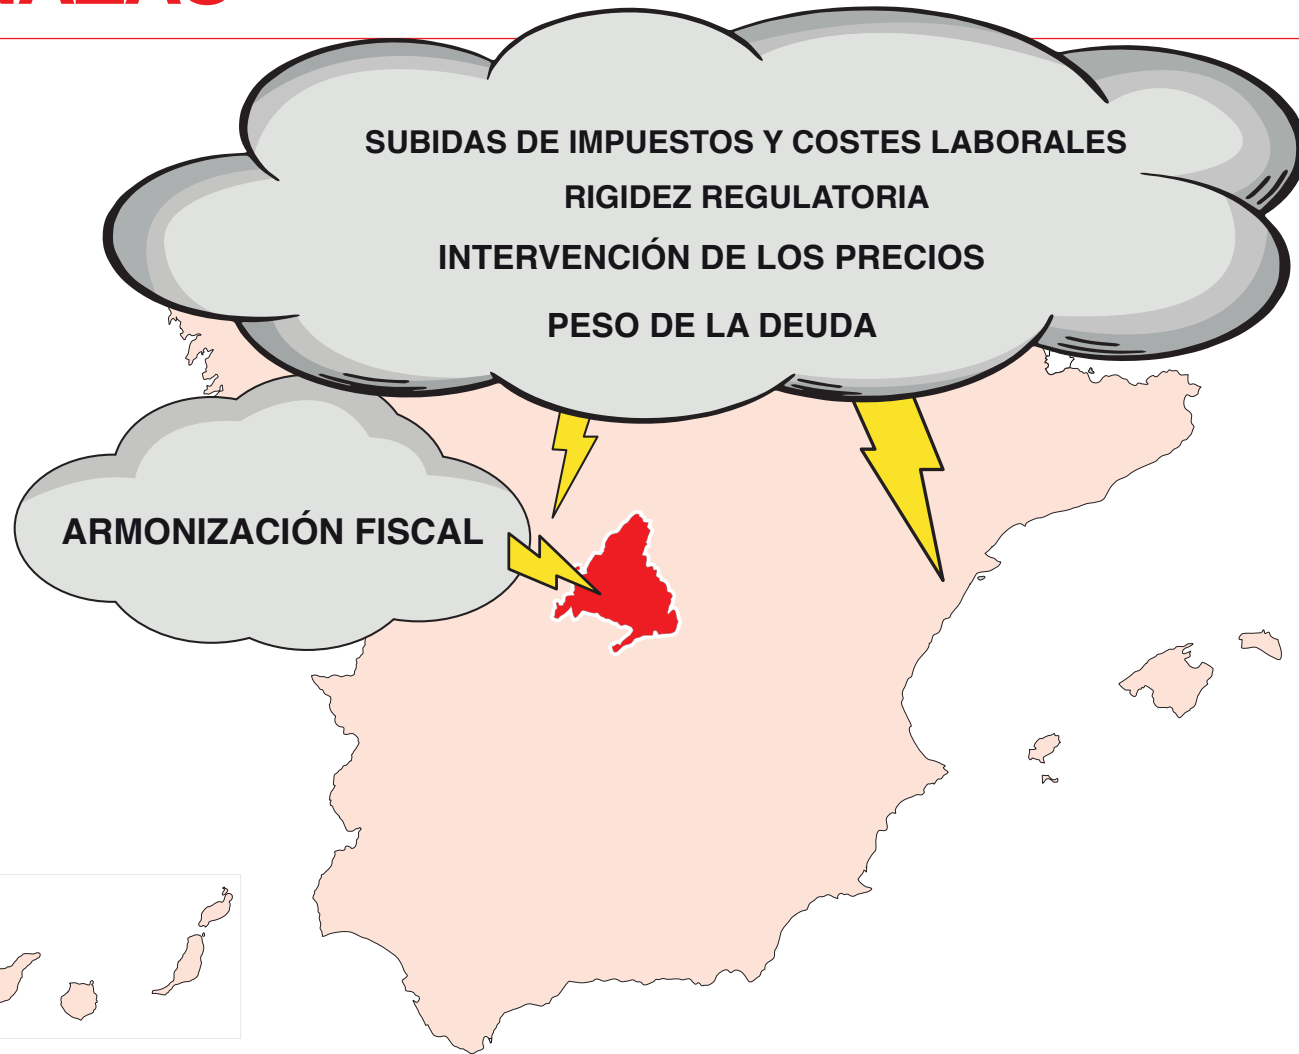 SUBIDAS DE IMPUESTOS Y COSTES LABORALES
RIGIDEZ REGULATORIA
INTERVENCIÓN DE LOS PRECIOS
PESO DE LA DEUDA
ARMONIZACIÓN FISCAL